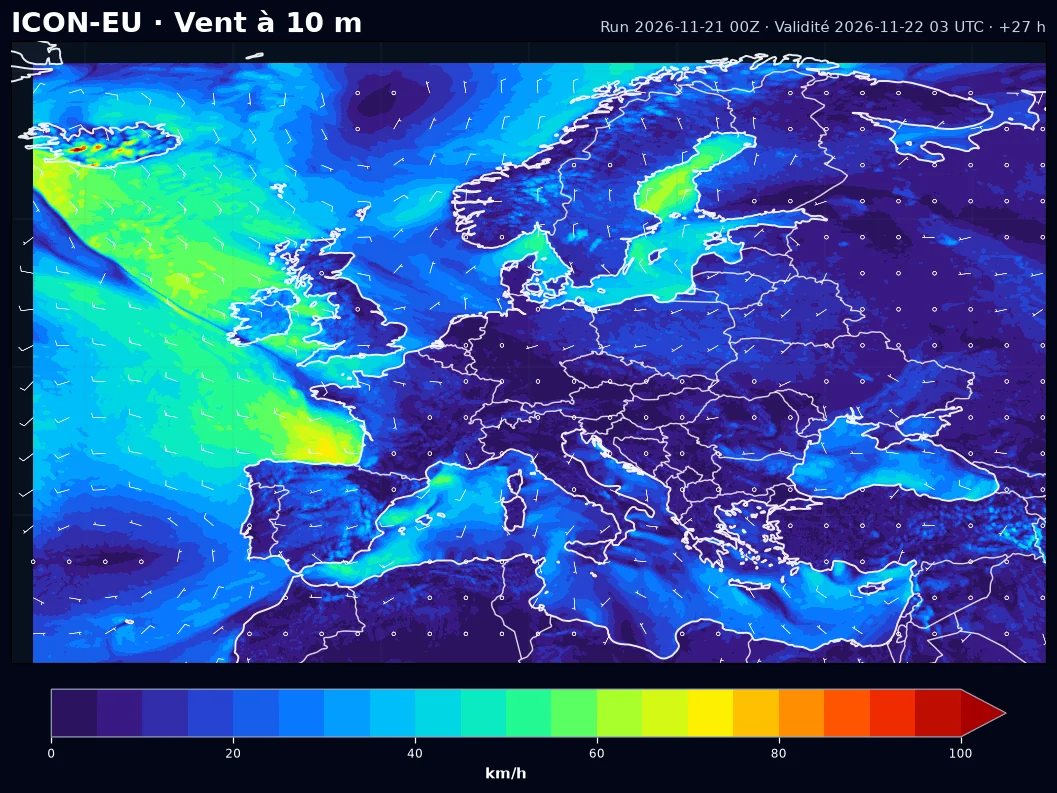 ICON-EU · Vent à 10 m
Run 2026-11-21 00Z · Validité 2026-11-22 03 UTC · +27 h
0 20 40 60 80 100
km/h